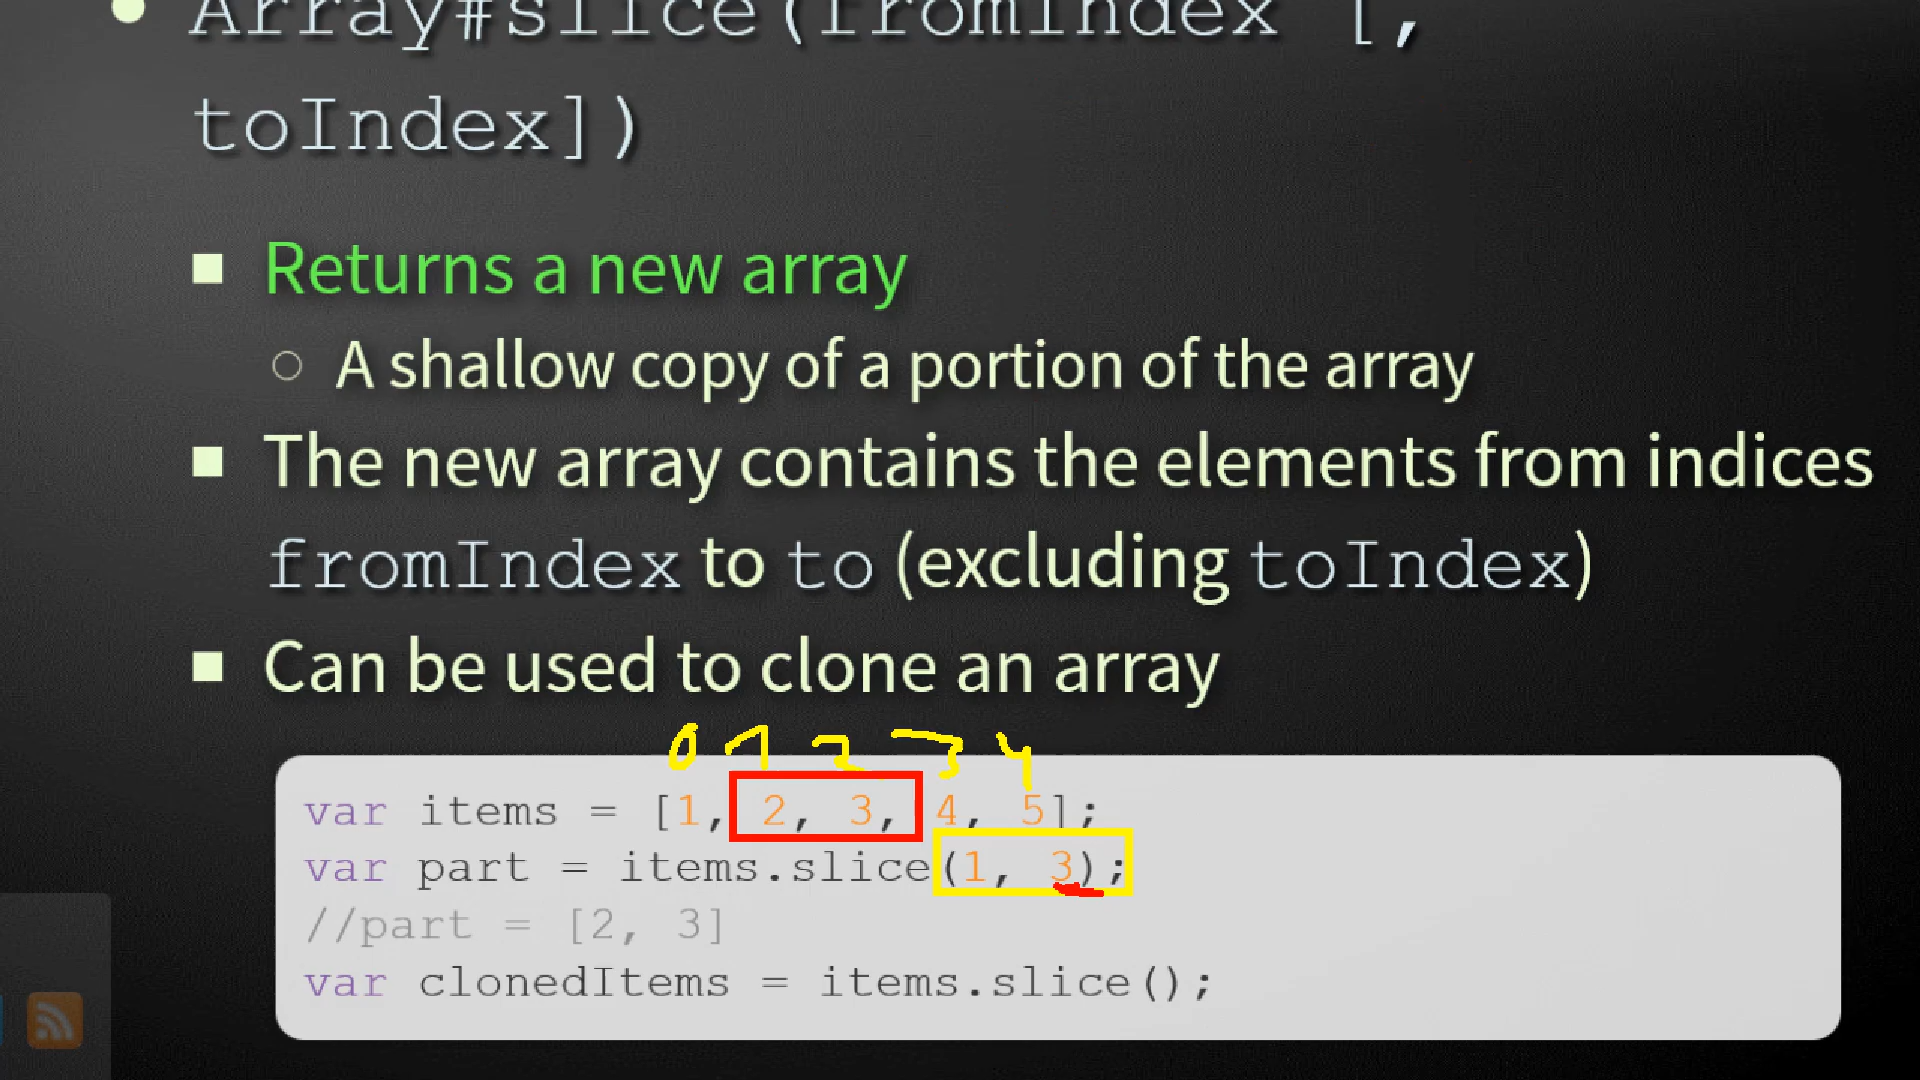 Array#slice(fromIndex [,
toIndex])
Returns a new array
A shallow copy of a portion of the array
The new array contains the elements from indices
fromIndex to to (excluding toIndex)
Can be used to clone an array
0 1 2 3 4
var items = [1, 2, 3, 4, 5];
var part = items.slice(1, 3);
//part = [2, 3]
var clonedItems = items.slice();